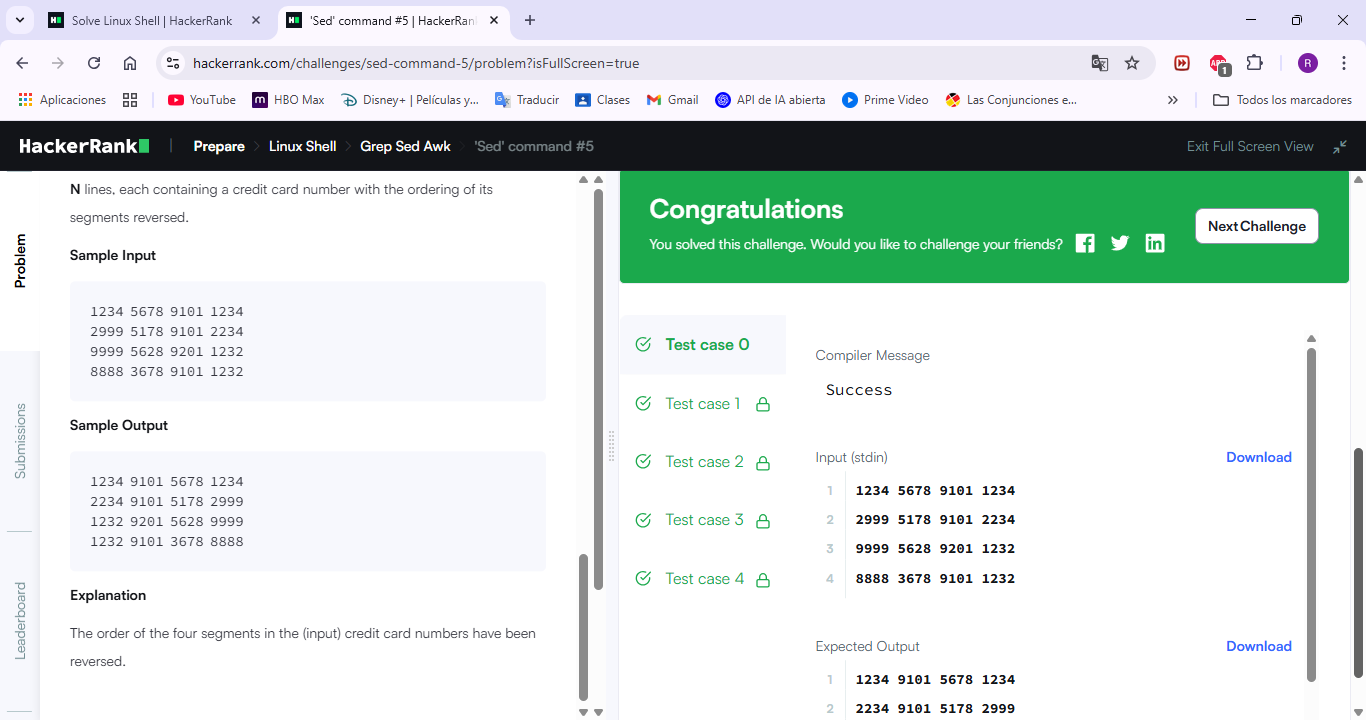 Solve Linux Shell | HackerRank
'Sed' command #5 | HackerRan
hackerrank.com/challenges/sed-command-5/problem?isFullScreen=true
1
R
Aplicaciones
YouTube
HBO Max
Disney+ | Películas y...
Traducir
Clases
Gmail
API de IA abierta
Prime Video
Las Conjunciones e...
Todos los marcadores
HackerRank
Prepare
Linux Shell
Grep Sed Awk
'Sed' command #5
Exit Full Screen View
Problem
Submissions
Leaderboard
N lines, each containing a credit card number with the ordering of its
segments reversed.
Sample Input
1234 5678 9101 1234
2999 5178 9101 2234
9999 5628 9201 1232
8888 3678 9101 1232
Sample Output
1234 9101 5678 1234
2234 9101 5178 2999
1232 9201 5628 9999
1232 9101 3678 8888
Explanation
The order of the four segments in the (input) credit card numbers have been
reversed.
Congratulations
You solved this challenge. Would you like to challenge your friends?
Next Challenge
Test case 0
Test case 1
Test case 2
Test case 3
Test case 4
Compiler Message
Success
Input (stdin)
Download
1 1234 5678 9101 1234
2 2999 5178 9101 2234
3 9999 5628 9201 1232
4 8888 3678 9101 1232
Expected Output
Download
1 1234 9101 5678 1234
2 2234 9101 5178 2999